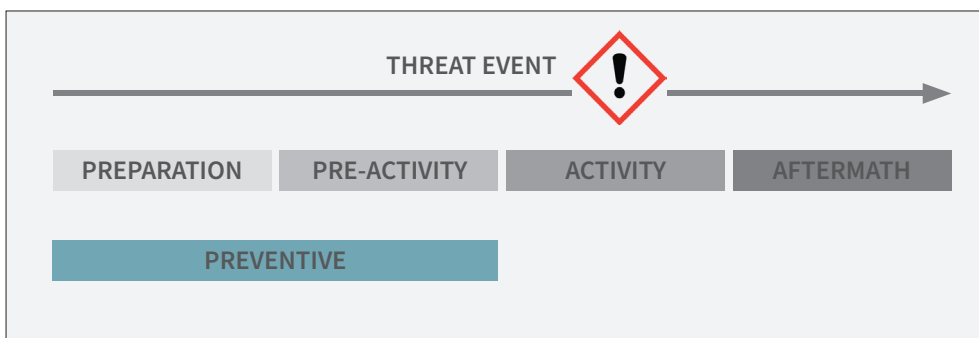 THREAT EVENT
!
PREPARATION PRE-ACTIVITY ACTIVITY AFTERMATH
PREVENTIVE